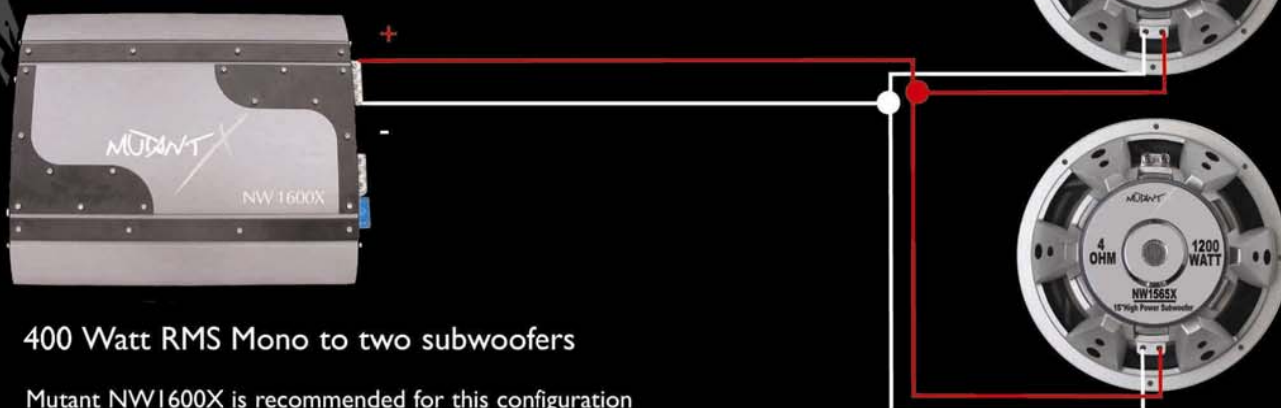 +
-
MUTANT X
NW 1600X
MUTANT
4 OHM
1200 WATT
NW1565X
15"High Power Subwoofer
400 Watt RMS Mono to two subwoofers
Mutant NW1600X is recommended for this configuration